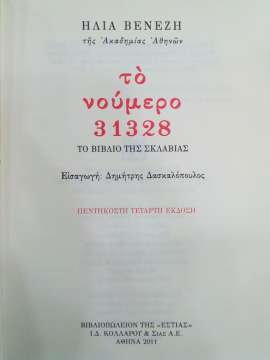 ΗΛΙΑ ΒΕΝΕΖΗ
τῆς Ἀκαδημίας Ἀθηνῶν
τὸ
νούμερο
31328
ΤΟ ΒΙΒΛΙΟ ΤΗΣ ΣΚΛΑΒΙΑΣ
Εἰσαγωγή: Δημήτρης Δασκαλόπουλος
ΠΕΝΤΗΚΟΣΤΗ ΤΕΤΑΡΤΗ ΕΚΔΟΣΗ
ΒΙΒΛΙΟΠΩΛΕΙΟΝ ΤΗΣ «ΕΣΤΙΑΣ»
Ι.Δ. ΚΟΛΛΑΡΟΥ & ΣΙΑΣ Α.Ε.
ΑΘΗΝΑ 2011